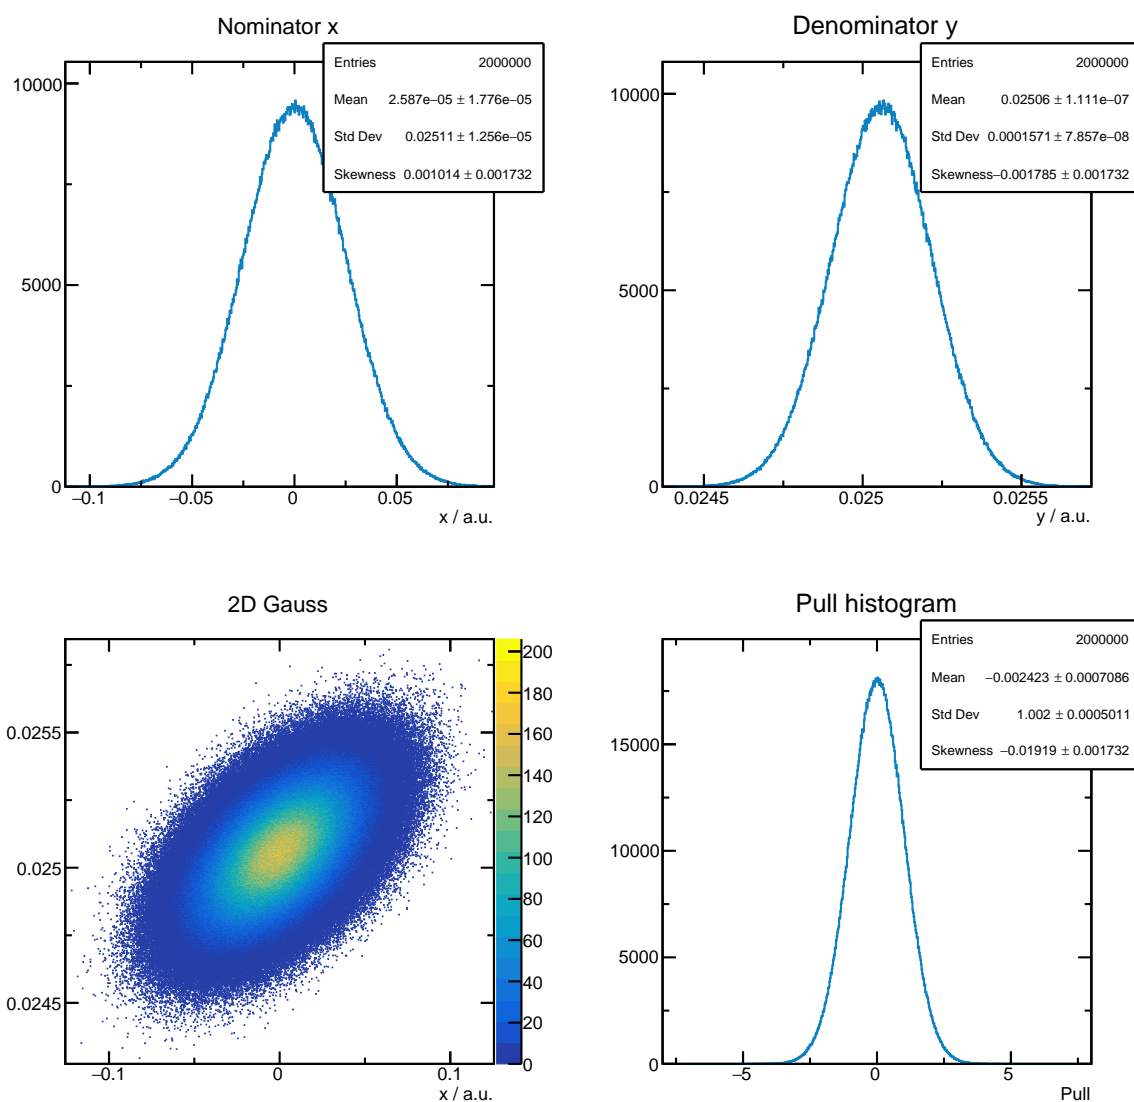 Nominator x
Entries 2000000
Mean 2.587e−05 ± 1.776e−05
Std Dev 0.02511 ± 1.256e−05
Skewness 0.001014 ± 0.001732
10000
5000
0
−0.1 −0.05 0 0.05
x / a.u.
Denominator y
Entries 2000000
Mean 0.02506 ± 1.111e−07
Std Dev 0.0001571 ± 7.857e−08
Skewness−0.001785 ± 0.001732
10000
5000
0
0.0245 0.025 0.0255
y / a.u.
2D Gauss
0.0255
0.025
0.0245
−0.1 0 0.1
x / a.u.
200
180
160
140
120
100
80
60
40
20
0
Pull histogram
Entries 2000000
Mean −0.002423 ± 0.0007086
Std Dev 1.002 ± 0.0005011
Skewness −0.01919 ± 0.001732
15000
10000
5000
0
−5 0 5
Pull